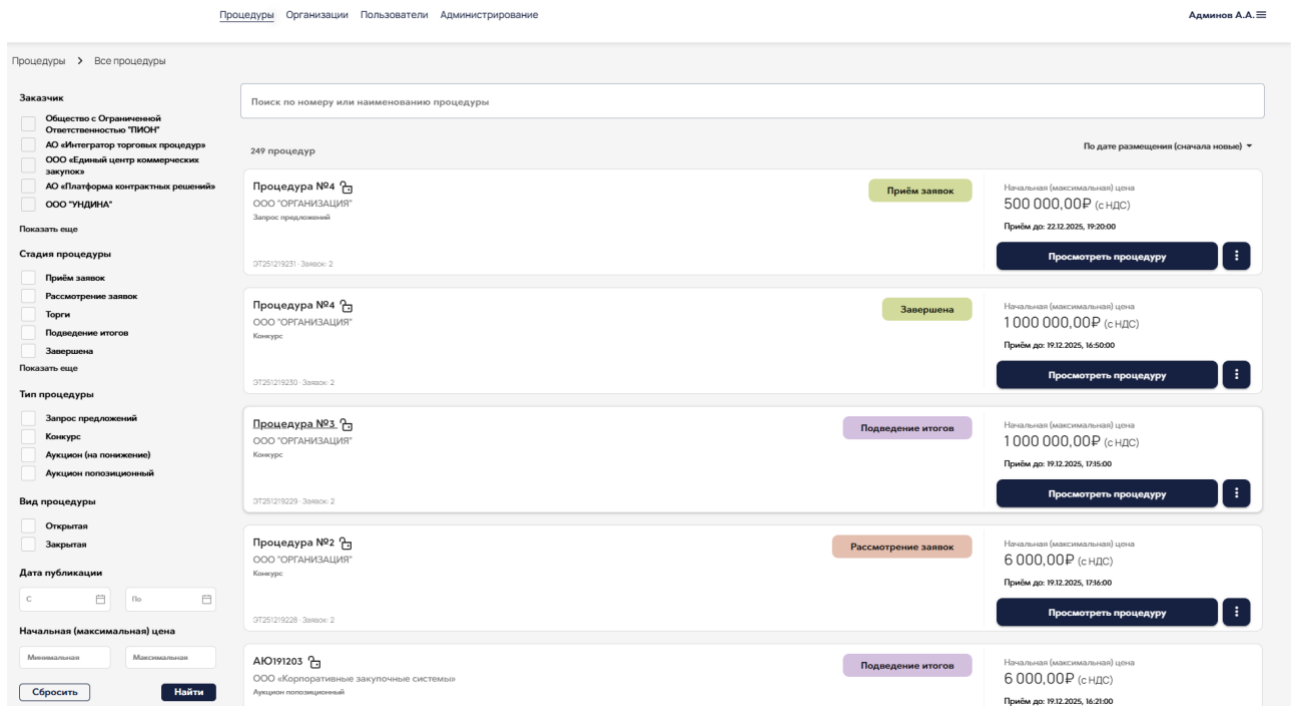 Процедуры Организации Пользователи Администрирование
Админов А.А.
Процедуры > Все процедуры
Заказчик
Общество с Ограниченной
Ответственностью "ПИОН"
АО «Интегратор торговых процедур»
ООО «Единый центр коммерческих
закупок»
АО «Платформа контрактных решений»
ООО "УНДИНА"
Показать еще
Стадия процедуры
Приём заявок
Рассмотрение заявок
Торги
Подведение итогов
Завершена
Показать еще
Тип процедуры
Запрос предложений
Конкурс
Аукцион (на понижение)
Аукцион попозиционный
Вид процедуры
Открытая
Закрытая
Дата публикации
С
По
Начальная (максимальная) цена
Минимальная
Максимальная
Сбросить
Найти
Поиск по номеру или наименованию процедуры
249 процедур
По дате размещения (сначала новые)
Процедура №4
ООО "ОРГАНИЗАЦИЯ"
Запрос предложений
ЭТ251219231 · Заявок: 2
Приём заявок
Начальная (максимальная) цена
500 000,00₽ (с НДС)
Приём до: 22.12.2025, 19:20:00
Просмотреть процедуру
Процедура №4
ООО "ОРГАНИЗАЦИЯ"
Конкурс
ЭТ251219230 · Заявок: 2
Завершена
Начальная (максимальная) цена
1 000 000,00₽ (с НДС)
Приём до: 19.12.2025, 16:50:00
Просмотреть процедуру
Процедура №3
ООО "ОРГАНИЗАЦИЯ"
Конкурс
ЭТ251219229 · Заявок: 2
Подведение итогов
Начальная (максимальная) цена
1 000 000,00₽ (с НДС)
Приём до: 19.12.2025, 17:15:00
Просмотреть процедуру
Процедура №2
ООО "ОРГАНИЗАЦИЯ"
Конкурс
ЭТ251219228 · Заявок: 2
Рассмотрение заявок
Начальная (максимальная) цена
6 000,00₽ (с НДС)
Приём до: 19.12.2025, 17:16:00
Просмотреть процедуру
АЮ191203
ООО «Корпоративные закупочные системы»
Аукцион попозиционный
Подведение итогов
Начальная (максимальная) цена
6 000,00₽ (с НДС)
Приём до: 19.12.2025, 16:21:00